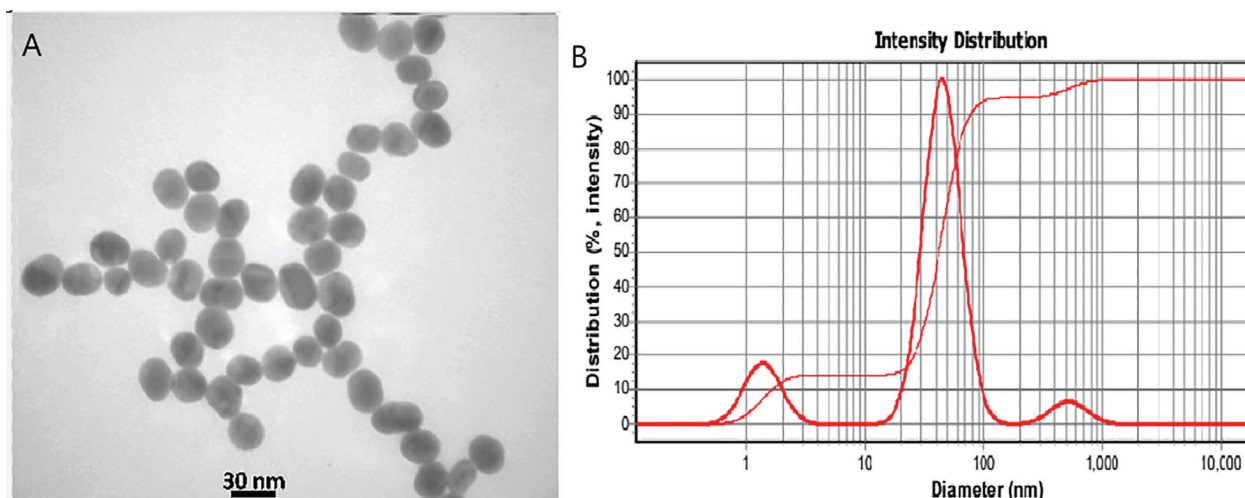 A
30 nm
B
Intensity Distribution
Distribution (%, intensity)
100
90
80
70
60
50
40
30
20
10
0
1
10
100
1,000
10,000
Diameter (nm)